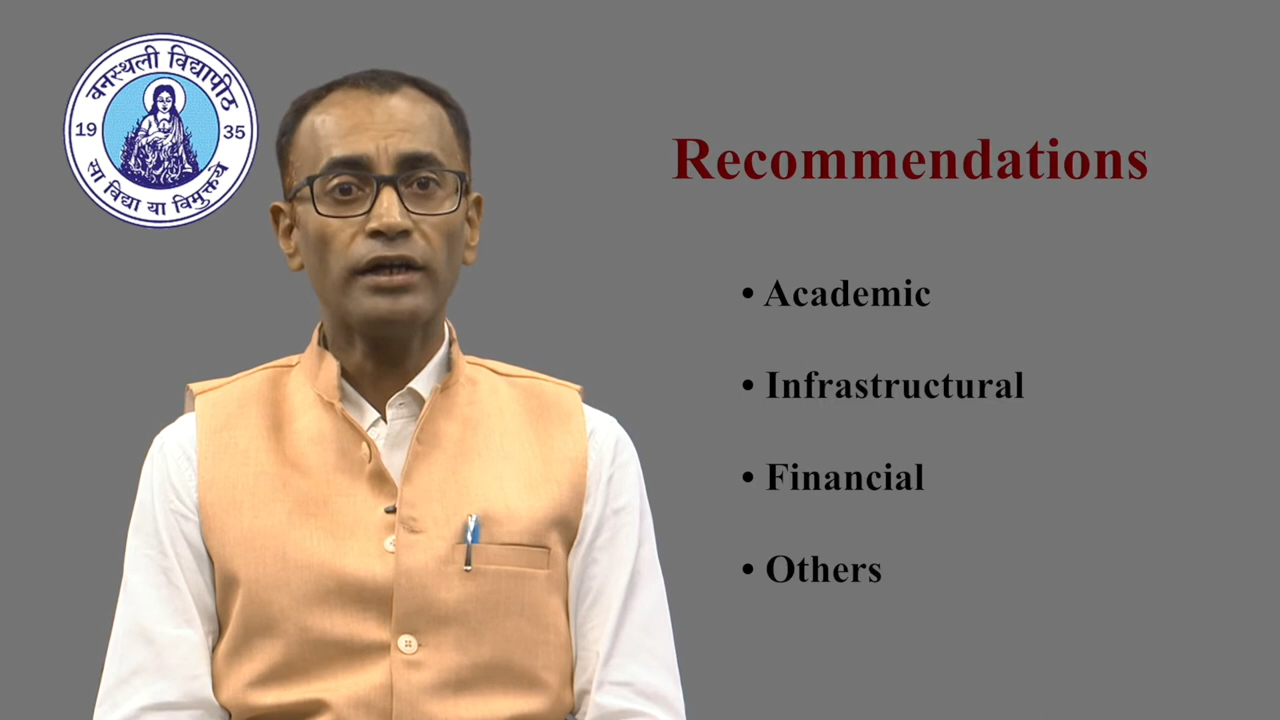 वनस्थली विद्यापीठ
19 35
सा विद्या या विमुक्तये
Recommendations
• Academic
• Infrastructural
• Financial
• Others